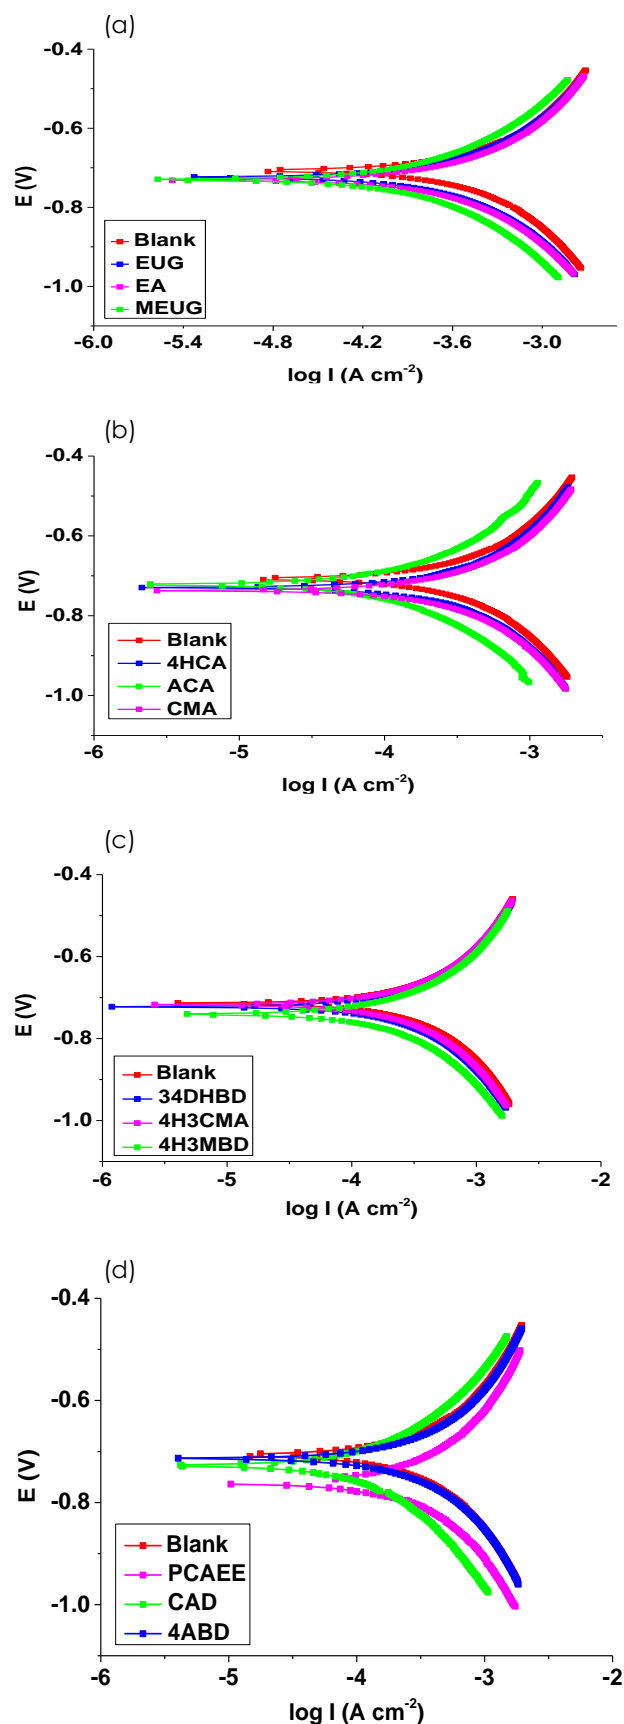 (a)
-0.4
-0.6
-0.8
-1.0
E (V)
Blank
EUG
EA
MEUG
-6.0 -5.4 -4.8 -4.2 -3.6 -3.0
log I (A cm-2)
(b)
-0.4
-0.6
-0.8
-1.0
E (V)
Blank
4HCA
ACA
CMA
-6 -5 -4 -3
log I (A cm-2)
(c)
-0.4
-0.6
-0.8
-1.0
E (V)
Blank
34DHBD
4H3CMA
4H3MBD
-6 -5 -4 -3 -2
log I (A cm-2)
(d)
-0.4
-0.6
-0.8
-1.0
E (V)
Blank
PCAEE
CAD
4ABD
-6 -5 -4 -3 -2
log I (A cm-2)